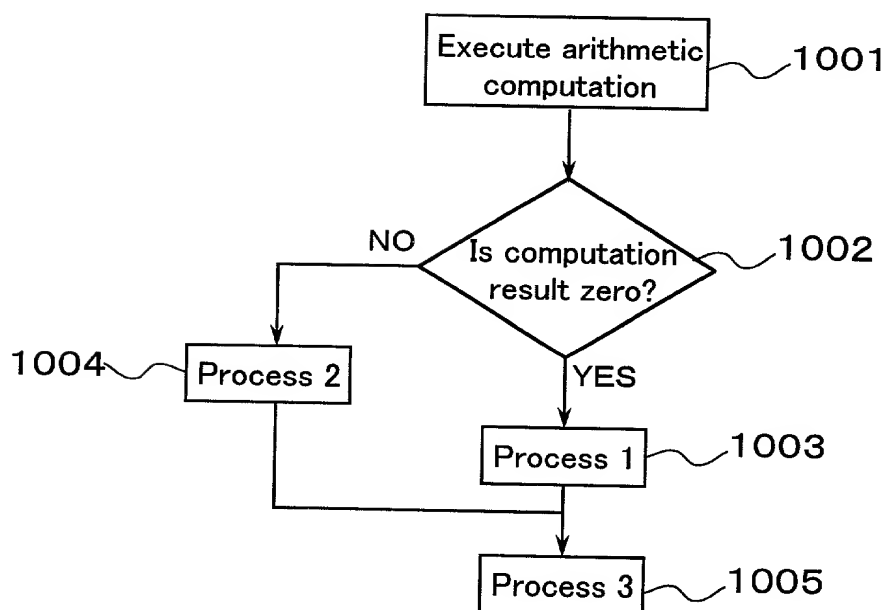 Execute arithmetic
computation
1001
Is computation
result zero?
1002
NO
YES
1004
Process 2
Process 1
1003
Process 3
1005